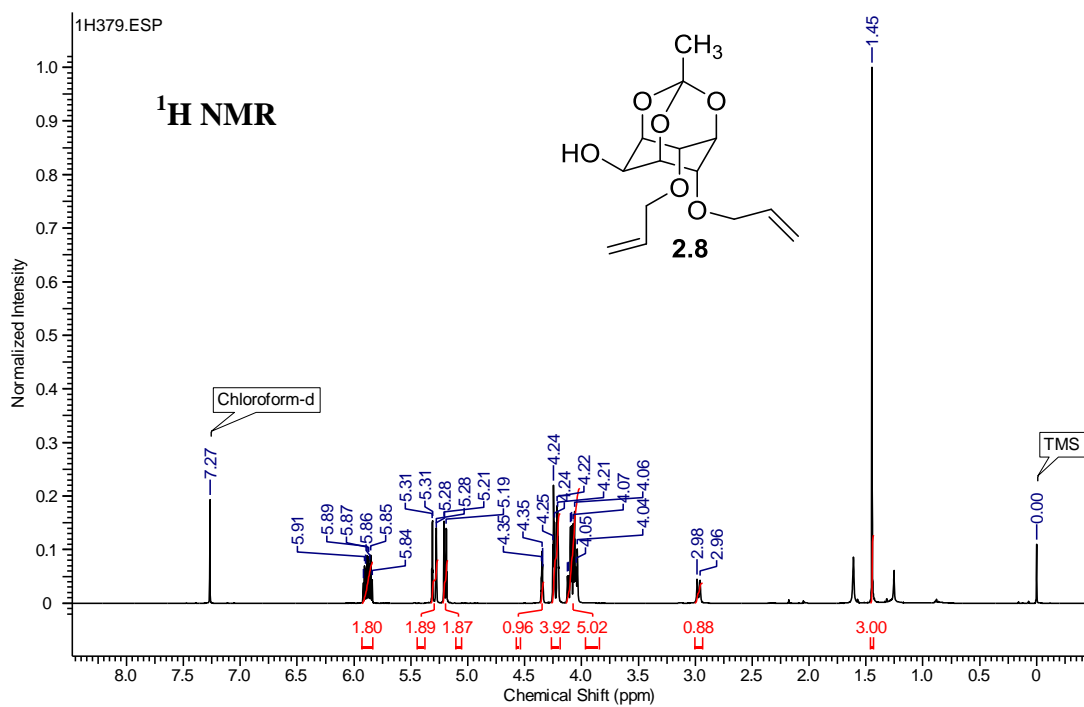 1H379.ESP
¹H NMR
CH3
O
O
O
HO
O
O
2.8
Normalized Intensity
1.0
0.9
0.8
0.7
0.6
0.5
0.4
0.3
0.2
0.1
0
Chloroform-d
TMS
7.27
5.91
5.89
5.87
5.86
5.85
5.84
5.31
5.31
5.28
5.28
5.21
5.19
4.35
4.35
4.25
4.24
4.24
4.22
4.21
4.07
4.06
4.05
4.04
2.98
2.96
1.45
0.00
1.80 1.89 1.87 0.96 3.92 5.02 0.88 3.00
8.0 7.5 7.0 6.5 6.0 5.5 5.0 4.5 4.0 3.5 3.0 2.5 2.0 1.5 1.0 0.5 0
Chemical Shift (ppm)